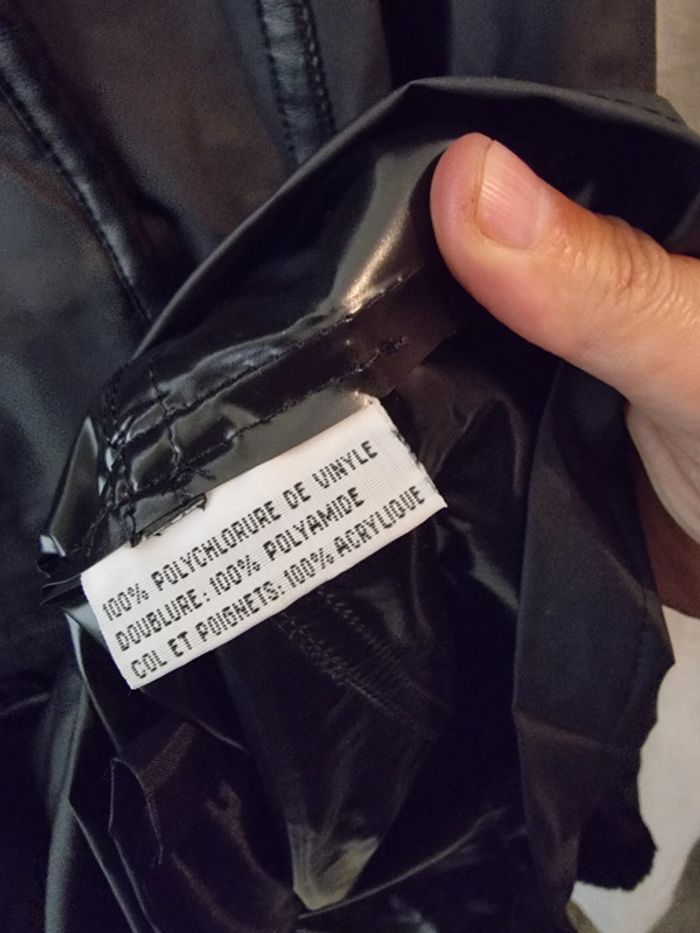 100% POLYCHLORURE DE VINYLE
DOUBLURE: 100% POLYAMIDE
COL ET POIGNETS: 100% ACRYLIQUE